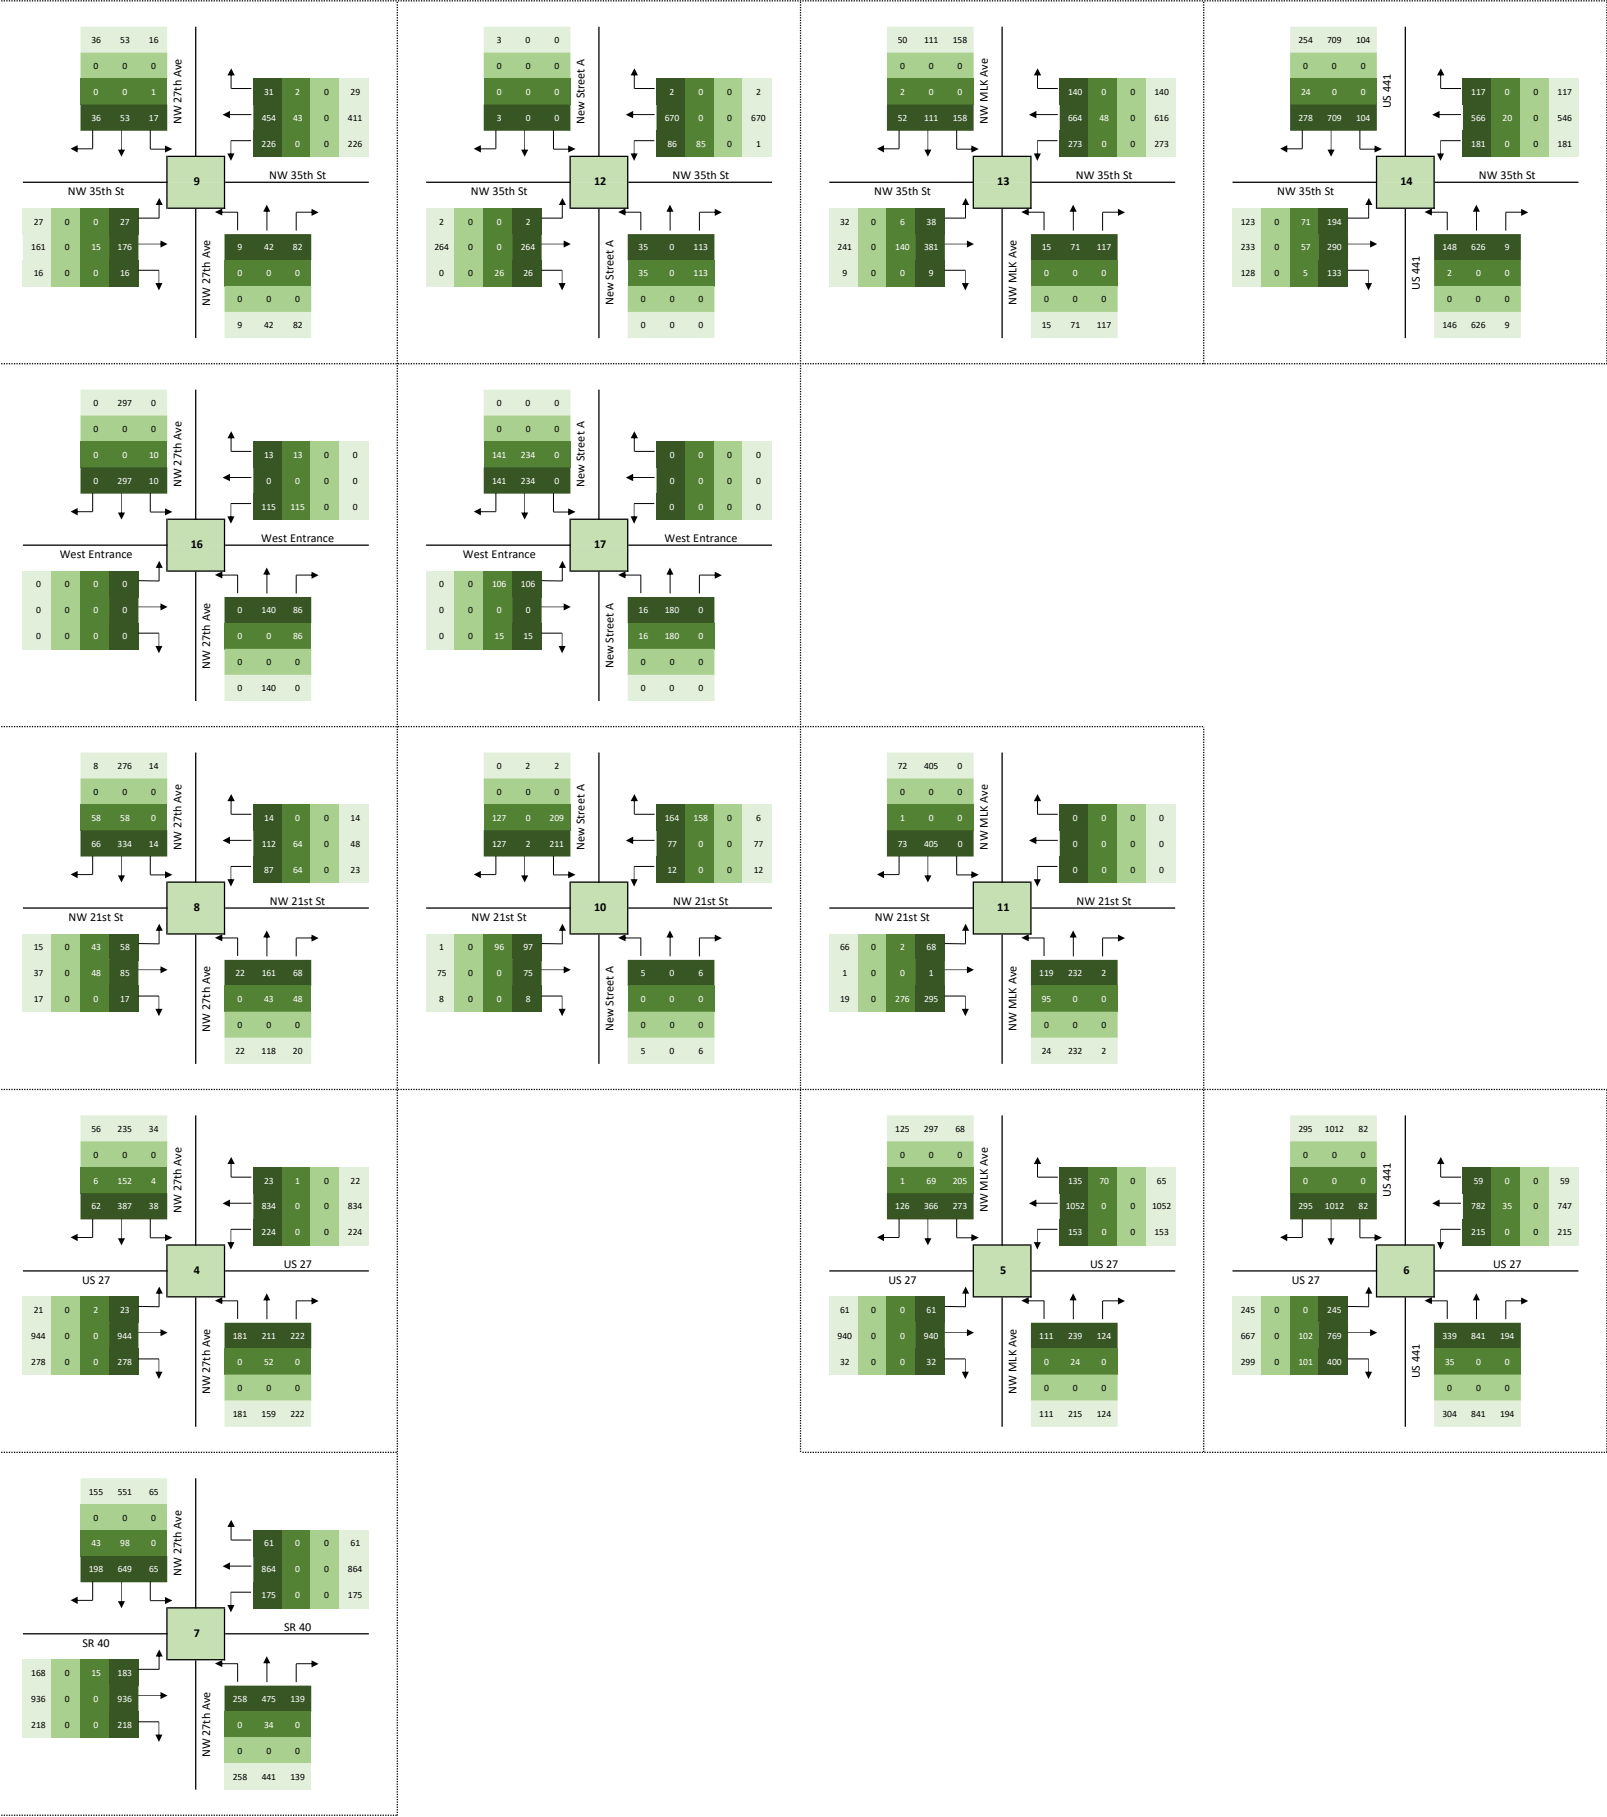 36 53 16
0 0 0
0 0 1
36 53 17
NW 27th Ave
31 2 0 29
454 43 0 411
226 0 0 226
9
NW 35th St
NW 35th St
27 0 0 27
161 0 15 176
16 0 0 16
NW 27th Ave
9 42 82
0 0 0
0 0 0
9 42 82
3 0 0
0 0 0
0 0 0
3 0 0
New Street A
2 0 0 2
670 0 0 670
86 85 0 1
12
NW 35th St
NW 35th St
2 0 0 2
264 0 0 264
0 0 26 26
New Street A
35 0 113
35 0 113
0 0 0
0 0 0
50 111 158
0 0 0
2 0 0
52 111 158
NW MLK Ave
140 0 0 140
664 48 0 616
273 0 0 273
13
NW 35th St
NW 35th St
32 0 6 38
241 0 140 381
9 0 0 9
NW MLK Ave
15 71 117
0 0 0
0 0 0
15 71 117
254 709 104
0 0 0
24 0 0
278 709 104
US 441
117 0 0 117
566 20 0 546
181 0 0 181
14
NW 35th St
NW 35th St
123 0 71 194
233 0 57 290
128 0 5 133
US 441
148 626 9
2 0 0
0 0 0
146 626 9
0 297 0
0 0 0
0 0 10
0 297 10
NW 27th Ave
13 13 0 0
0 0 0 0
115 115 0 0
16
West Entrance
West Entrance
0 0 0 0
0 0 0 0
0 0 0 0
NW 27th Ave
0 140 86
0 0 86
0 0 0
0 140 0
0 0 0
0 0 0
141 234 0
141 234 0
New Street A
0 0 0 0
0 0 0 0
0 0 0 0
17
West Entrance
West Entrance
0 0 106 106
0 0 0 0
0 0 15 15
New Street A
16 180 0
16 180 0
0 0 0
0 0 0
8 276 14
0 0 0
58 58 0
66 334 14
NW 27th Ave
14 0 0 14
112 64 0 48
87 64 0 23
8
NW 21st St
NW 21st St
15 0 43 58
37 0 48 85
17 0 0 17
NW 27th Ave
22 161 68
0 43 48
0 0 0
22 118 20
0 2 2
0 0 0
127 0 209
127 2 211
New Street A
164 158 0 6
77 0 0 77
12 0 0 12
10
NW 21st St
NW 21st St
1 0 96 97
75 0 0 75
8 0 0 8
New Street A
5 0 6
0 0 0
0 0 0
5 0 6
72 405 0
0 0 0
1 0 0
73 405 0
NW MLK Ave
0 0 0 0
0 0 0 0
0 0 0 0
11
NW 21st St
NW 21st St
66 0 2 68
1 0 0 1
19 0 276 295
NW MLK Ave
119 232 2
95 0 0
0 0 0
24 232 2
56 235 34
0 0 0
6 152 4
62 387 38
NW 27th Ave
23 1 0 22
834 0 0 834
224 0 0 224
4
US 27
US 27
21 0 2 23
944 0 0 944
278 0 0 278
NW 27th Ave
181 211 222
0 52 0
0 0 0
181 159 222
125 297 68
0 0 0
1 69 205
126 366 273
NW MLK Ave
135 70 0 65
1052 0 0 1052
153 0 0 153
5
US 27
US 27
61 0 0 61
940 0 0 940
32 0 0 32
NW MLK Ave
111 239 124
0 24 0
0 0 0
111 215 124
295 1012 82
0 0 0
0 0 0
295 1012 82
US 441
59 0 0 59
782 35 0 747
215 0 0 215
6
US 27
US 27
245 0 0 245
667 0 102 769
299 0 101 400
US 441
339 841 194
35 0 0
0 0 0
304 841 194
155 551 65
0 0 0
43 98 0
198 649 65
NW 27th Ave
61 0 0 61
864 0 0 864
175 0 0 175
7
SR 40
SR 40
168 0 15 183
936 0 0 936
218 0 0 218
NW 27th Ave
258 475 139
0 34 0
0 0 0
258 441 139